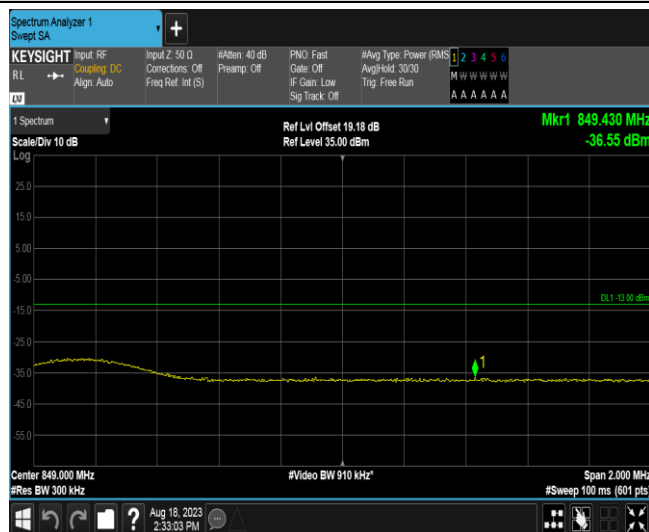 Spectrum Analyzer 1
Swept SA
+
KEYSIGHT
RL
LXI
Input: RF
Coupling: DC
Align: Auto
Input Z: 50 Ω
Corrections: Off
Freq Ref: Int (S)
#Atten: 40 dB
Preamp: Off
PNO: Fast
Gate: Off
IF Gain: Low
Sig Track: Off
#Avg Type: Power (RMS
Avg|Hold: 30/30
Trig: Free Run
1 2 3 4 5 6
M W W W W W
A A A A A A
1 Spectrum
Scale/Div 10 dB
Log
Ref Lvl Offset 19.18 dB
Ref Level 35.00 dBm
Mkr1 849.430 MHz
-36.55 dBm
25.0
15.0
5.00
-5.00
DL1 -13.00 dBm
-15.0
-25.0
1
-35.0
-45.0
-55.0
Center 849.000 MHz
#Res BW 300 kHz
#Video BW 910 kHz*
Span 2.000 MHz
#Sweep 100 ms (601 pts)
?
Aug 18, 2023
2:33:03 PM